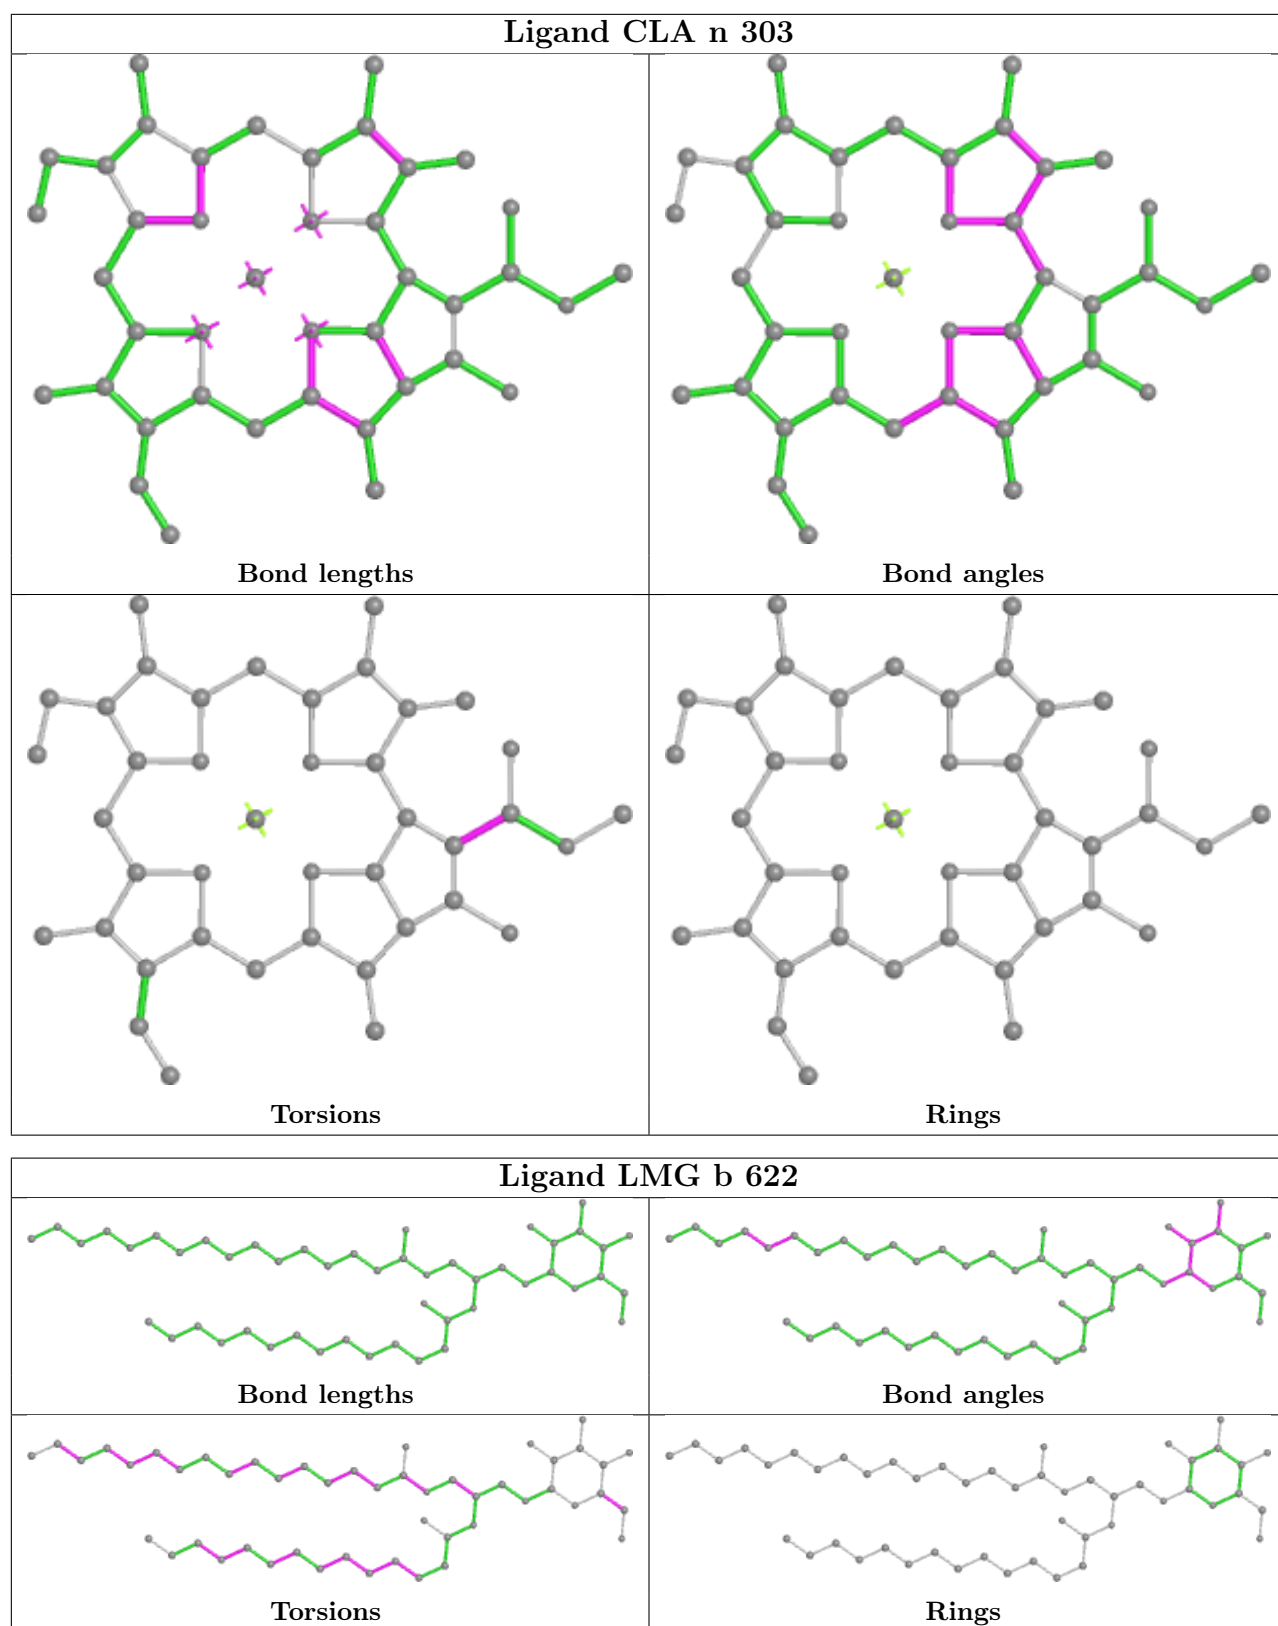 Ligand CLA n 303
Bond lengths
Bond angles
Torsions
Rings
Ligand LMG b 622
Bond lengths
Bond angles
Torsions
Rings